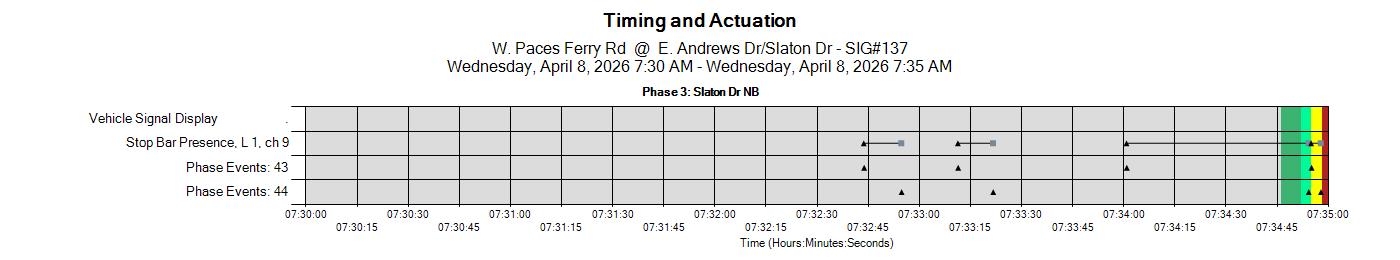 Timing and Actuation
W. Paces Ferry Rd @ E. Andrews Dr/Slaton Dr - SIG#137
Wednesday, April 8, 2026 7:30 AM - Wednesday, April 8, 2026 7:35 AM
Phase 3: Slaton Dr NB
Vehicle Signal Display .
Stop Bar Presence, L 1, ch 9
Phase Events: 43
Phase Events: 44
07:30:00 07:30:30 07:31:00 07:31:30 07:32:00 07:32:30 07:33:00 07:33:30 07:34:00 07:34:30 07:35:00
07:30:15 07:30:45 07:31:15 07:31:45 07:32:15 07:32:45 07:33:15 07:33:45 07:34:15 07:34:45
Time (Hours:Minutes:Seconds)